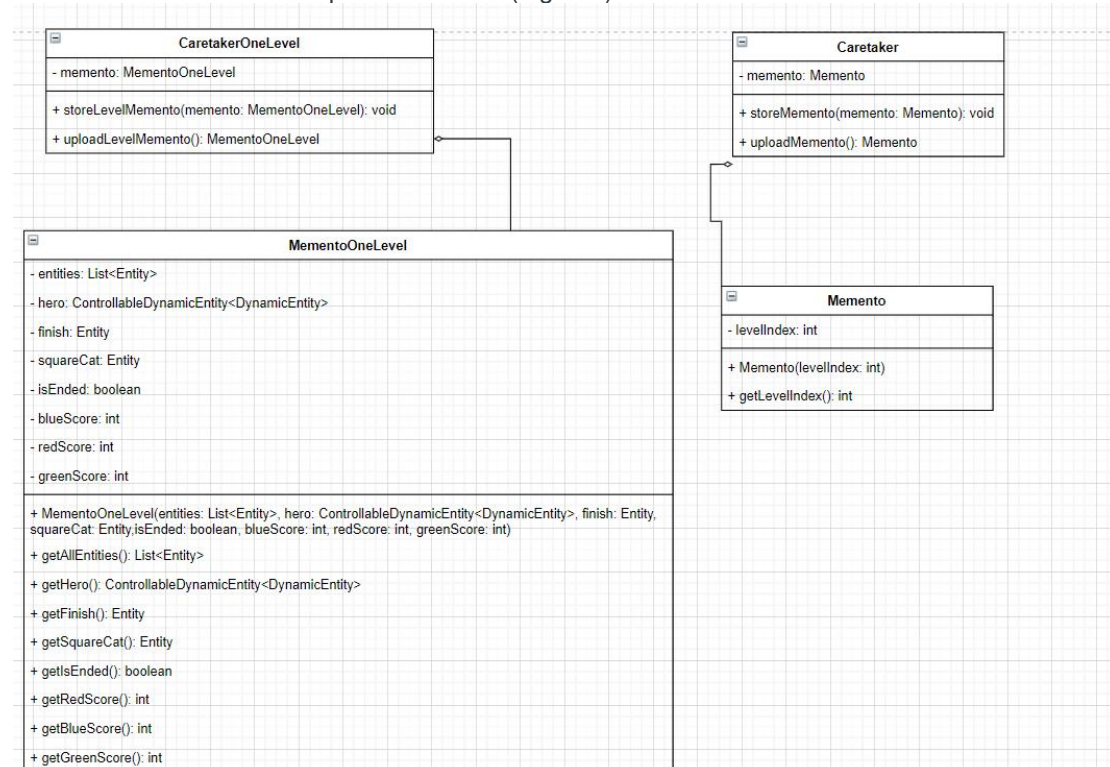 CaretakerOneLevel
- memento: MementoOneLevel
+ storeLevelMemento(memento: MementoOneLevel): void
+ uploadLevelMemento(): MementoOneLevel
Caretaker
- memento: Memento
+ storeMemento(memento: Memento): void
+ uploadMemento(): Memento
MementoOneLevel
- entities: List<Entity>
- hero: ControllableDynamicEntity<DynamicEntity>
- finish: Entity
- squareCat: Entity
- isEnded: boolean
- blueScore: int
- redScore: int
- greenScore: int
+ MementoOneLevel(entities: List<Entity>, hero: ControllableDynamicEntity<DynamicEntity>, finish: Entity,
squareCat: Entity,isEnded: boolean, blueScore: int, redScore: int, greenScore: int)
+ getAllEntities(): List<Entity>
+ getHero(): ControllableDynamicEntity<DynamicEntity>
+ getFinish(): Entity
+ getSquareCat(): Entity
+ getIsEnded(): boolean
+ getRedScore(): int
+ getBlueScore(): int
+ getGreenScore(): int
Memento
- levelIndex: int
+ Memento(levelIndex: int)
+ getLevelIndex(): int